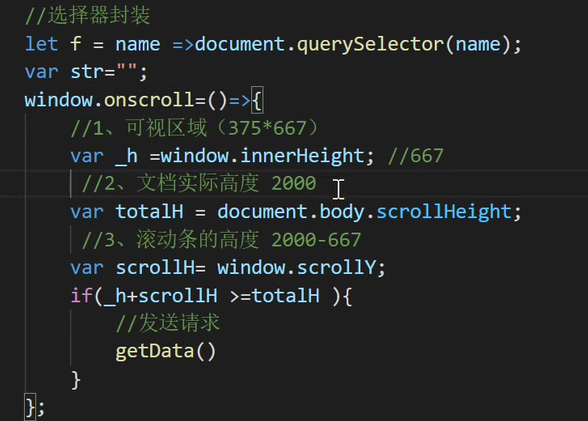 //选择器封装
let f = name =>document.querySelector(name);
var str="";
window.onscroll=()=>{
//1、可视区域（375*667）
var _h =window.innerHeight; //667
//2、文档实际高度 2000
var totalH = document.body.scrollHeight;
//3、滚动条的高度 2000-667
var scrollH= window.scrollY;
if(_h+scrollH >=totalH ){
//发送请求
getData()
}
};